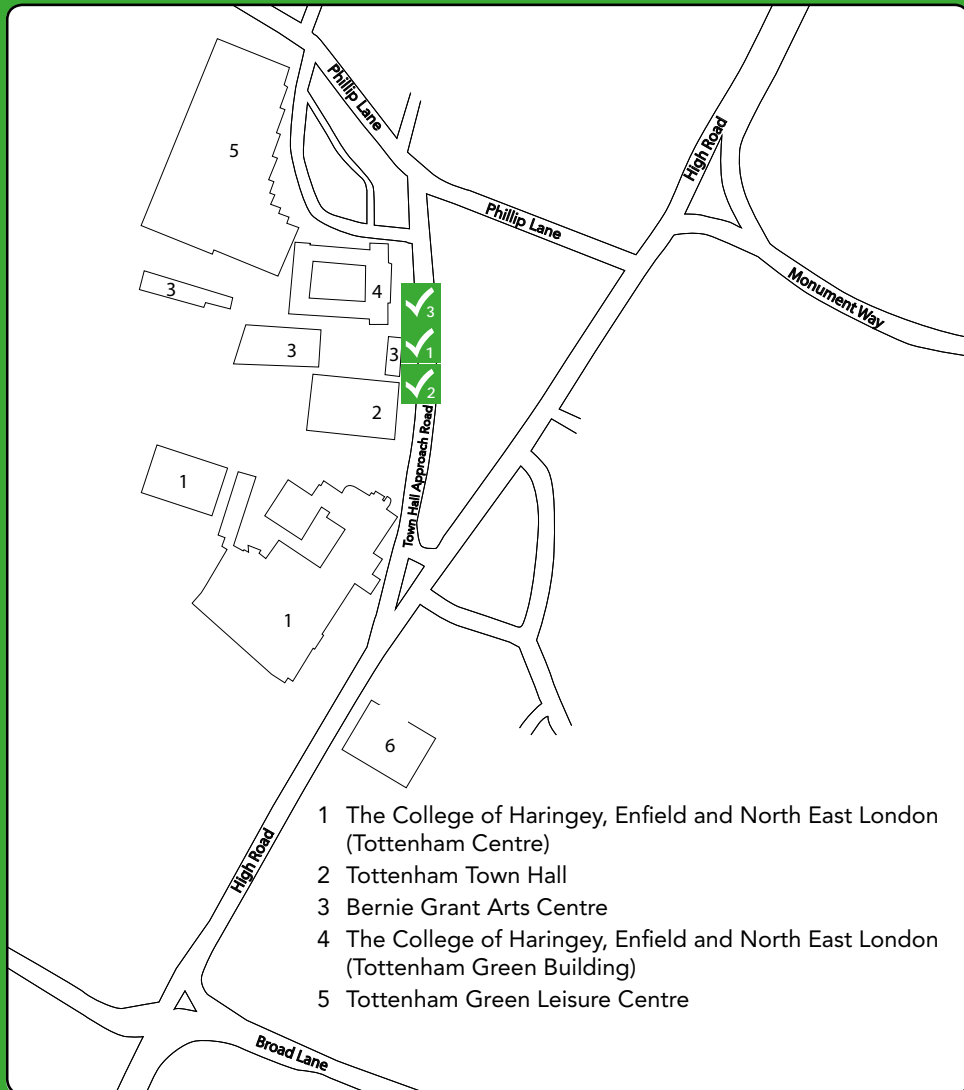 Phillip Lane
High Road
5
Phillip Lane
Monument Way
3
4
3
3
3
1
2
2
Town Hall Approach Road
1
1
6
High Road
1 The College of Haringey, Enfield and North East London
(Tottenham Centre)
2 Tottenham Town Hall
3 Bernie Grant Arts Centre
4 The College of Haringey, Enfield and North East London
(Tottenham Green Building)
5 Tottenham Green Leisure Centre
Broad Lane